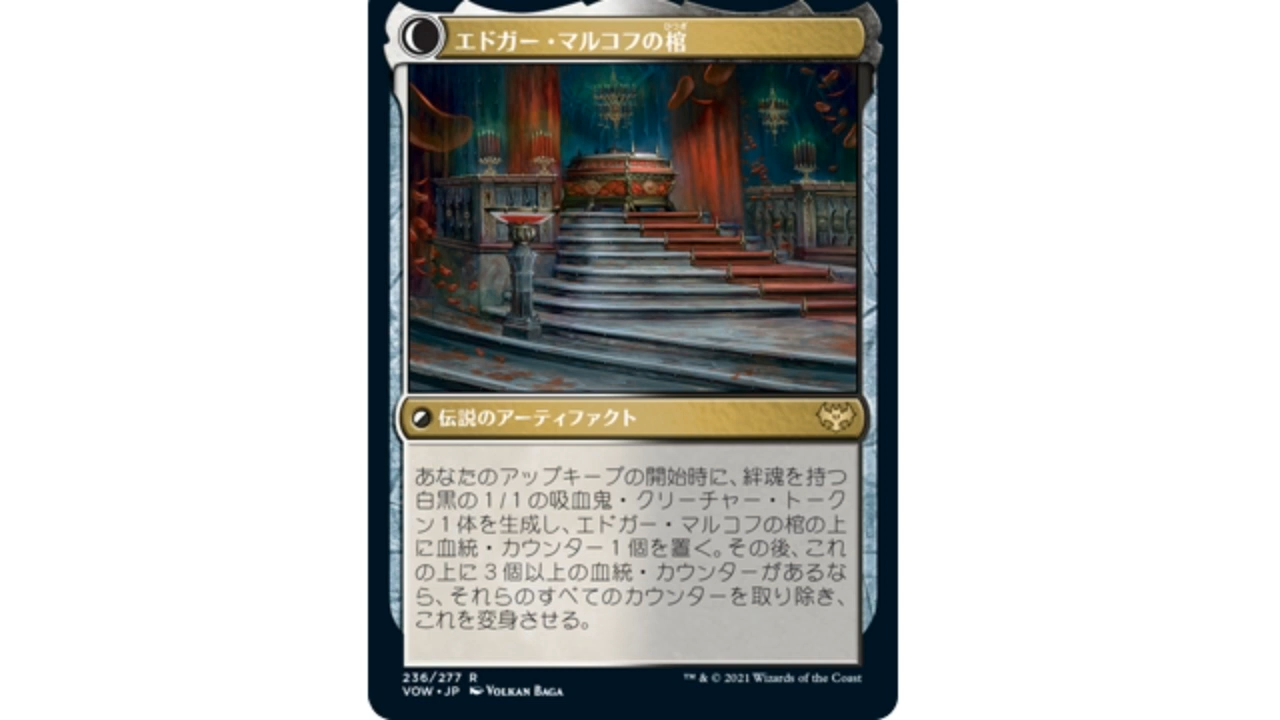 エドガー・マルコフの棺
ひつぎ
伝説のアーティファクト
あなたのアップキープの開始時に、絆魂を持つ
白黒の1/1の吸血鬼・クリーチャー・トーク
ン1体を生成し、エドガー・マルコフの棺の上
に血統・カウンター1個を置く。その後、これ
の上に3個以上の血統・カウンターがあるな
ら、それらのすべてのカウンターを取り除き、
これを変身させる。
236/277 R
VOW・JP VOLKAN BAGA
™ & © 2021 Wizards of the Coast